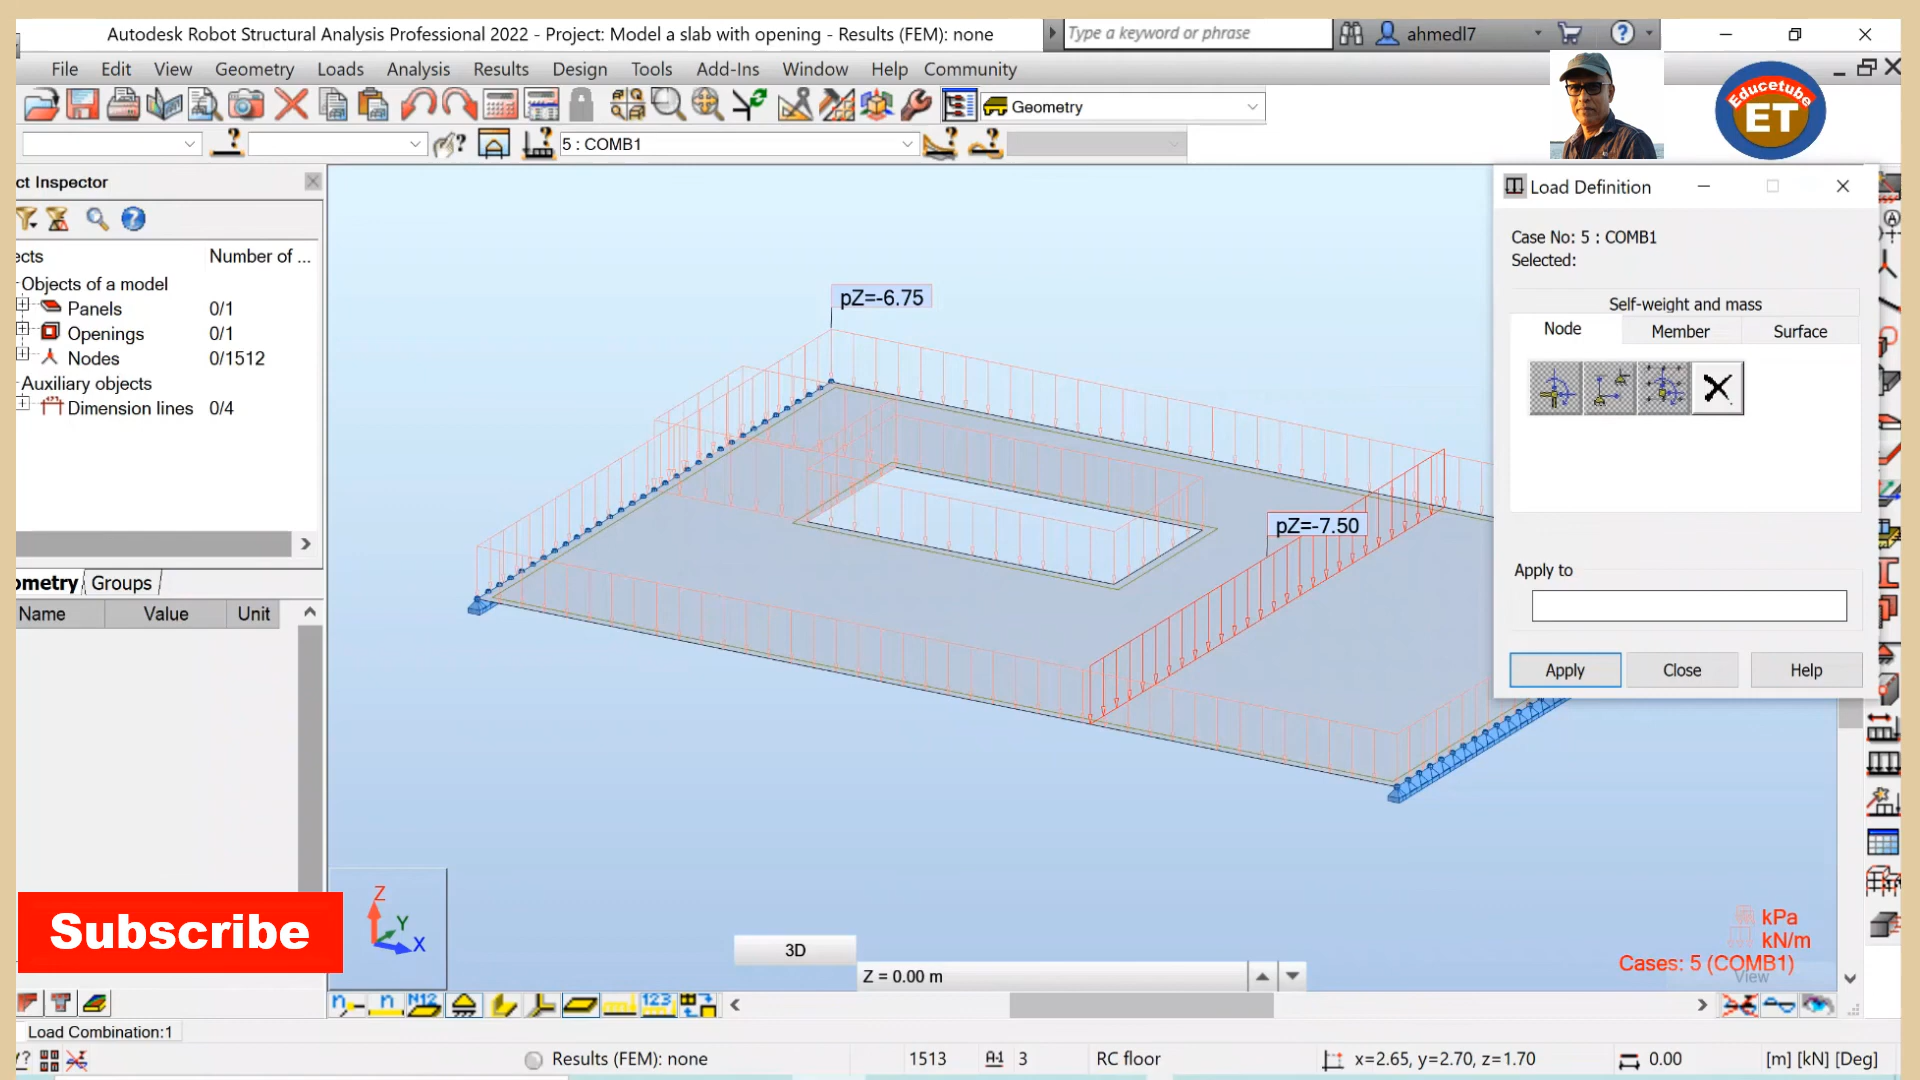 Autodesk Robot Structural Analysis Professional 2022 - Project: Model a slab with opening - Results (FEM): none
Type a keyword or phrase
ahmedl7
File Edit View Geometry Loads Analysis Results Design Tools Add-Ins Window Help Community
Geometry
Educetube
ET
5 : COMB1
ct Inspector
ects Number of ...
Objects of a model
Panels 0/1
Openings 0/1
Nodes 0/1512
Auxiliary objects
Dimension lines 0/4
ometry Groups
Name Value Unit
pZ=-6.75
pZ=-7.50
Load Definition
Case No: 5 : COMB1
Selected:
Self-weight and mass
Node Member Surface
Apply to
Apply Close Help
Subscribe
Z
Y
X
3D
Z = 0.00 m
kPa
kN/m
Cases: 5 (COMB1)
View
Load Combination:1
Results (FEM): none
1513
3
RC floor
x=2.65, y=2.70, z=1.70
0.00
[m] [kN] [Deg]